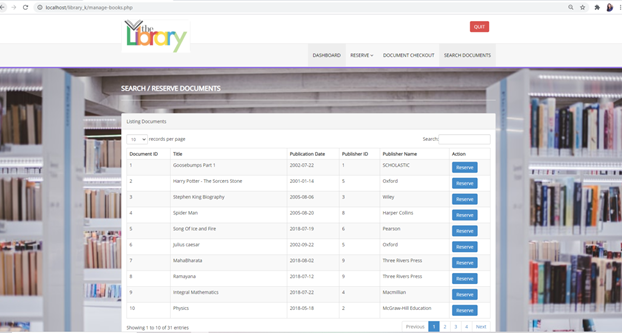 localhost/library_k/manage-books.php
the
Library
QUIT
DASHBOARD RESERVE DOCUMENT CHECKOUT SEARCH DOCUMENTS
SEARCH / RESERVE DOCUMENTS
Listing Documents
10 records per page Search:
Document ID Title Publication Date Publisher ID Publisher Name Action
1 Goosebumps Part 1 2002-07-22 1 SCHOLASTIC Reserve
2 Harry Potter - The Sorcers Stone 2001-01-14 5 Oxford Reserve
3 Stephen King Biography 2005-08-06 3 Wiley Reserve
4 Spider Man 2005-08-20 8 Harper Collins Reserve
5 Song Of Ice and Fire 2018-07-19 6 Pearson Reserve
6 Julius caesar 2002-09-22 5 Oxford Reserve
7 MahaBharata 2018-08-02 9 Three Rivers Press Reserve
8 Ramayana 2018-07-12 9 Three Rivers Press Reserve
9 Integral Mathematics 2018-07-22 4 Macmillian Reserve
10 Physics 2018-05-18 2 McGraw-Hill Education Reserve
Showing 1 to 10 of 31 entries Previous 1 2 3 4 Next